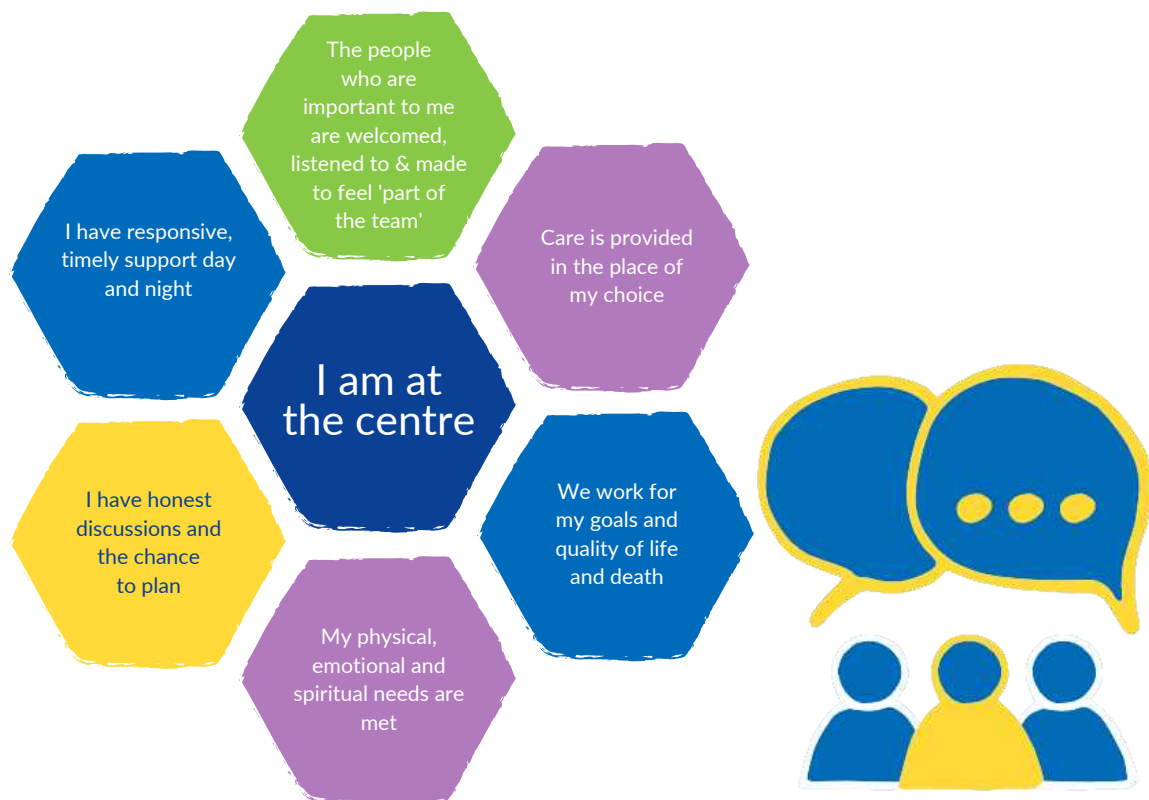 The people
who are
important to me
are welcomed,
listened to & made
to feel 'part of
the team'
I have responsive,
timely support day
and night
Care is provided
in the place of
my choice
I am at
the centre
I have honest
discussions and
the chance
to plan
We work for
my goals and
quality of life
and death
My physical,
emotional and
spiritual needs are
met